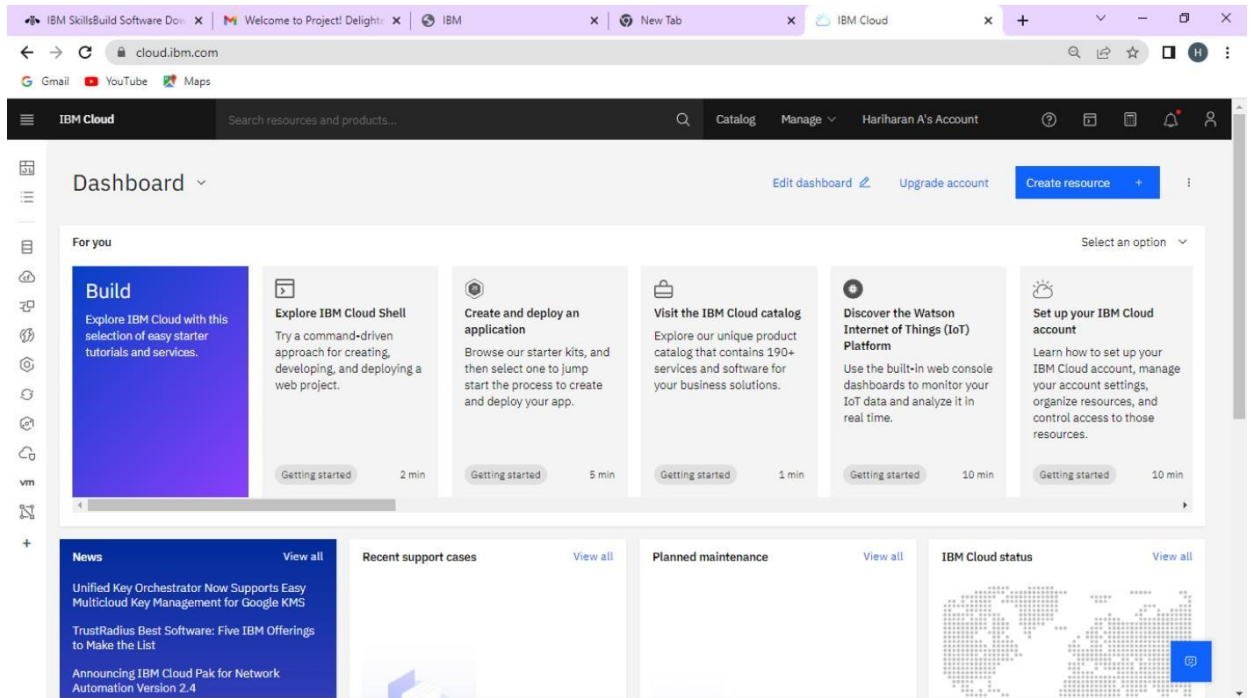 IBM SkillsBuild Software Dow
Welcome to Project! Delight
IBM
New Tab
IBM Cloud
cloud.ibm.com
H
Gmail
YouTube
Maps
IBM Cloud
Search resources and products...
Catalog
Manage
Hariharan A's Account
Dashboard
Edit dashboard
Upgrade account
Create resource +
For you
Select an option
Build
Explore IBM Cloud with this
selection of easy starter
tutorials and services.
Explore IBM Cloud Shell
Try a command-driven
approach for creating,
developing, and deploying a
web project.
Getting started
2 min
Create and deploy an
application
Browse our starter kits, and
then select one to jump
start the process to create
and deploy your app.
Getting started
5 min
Visit the IBM Cloud catalog
Explore our unique product
catalog that contains 190+
services and software for
your business solutions.
Getting started
1 min
Discover the Watson
Internet of Things (IoT)
Platform
Use the built-in web console
dashboards to monitor your
IoT data and analyze it in
real time.
Getting started
10 min
Set up your IBM Cloud
account
Learn how to set up your
IBM Cloud account, manage
your account settings,
organize resources, and
control access to those
resources.
Getting started
10 min
vm
News
View all
Unified Key Orchestrator Now Supports Easy
Multicloud Key Management for Google KMS
TrustRadius Best Software: Five IBM Offerings
to Make the List
Announcing IBM Cloud Pak for Network
Automation Version 2.4
Recent support cases
View all
Planned maintenance
View all
IBM Cloud status
View all